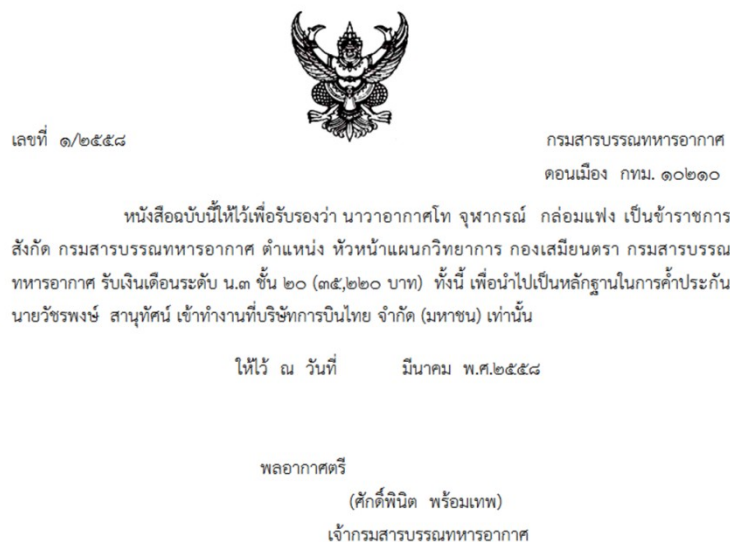 เลขที่ ๑/๒๕๕๘ กรมสารบรรณทหารอากาศ
ดอนเมือง กทม. ๑๐๒๑๐
หนังสือฉบับนี้ให้ไว้เพื่อรับรองว่า นาวาอากาศโท จุฬากรณ์ กล่อมแฟง เป็นข้าราชการ
สังกัด กรมสารบรรณทหารอากาศ ตำแหน่ง หัวหน้าแผนกวิทยาการ กองเสมียนตรา กรมสารบรรณ
ทหารอากาศ รับเงินเดือนระดับ น.๓ ชั้น ๒๐ (๓๕,๒๒๐ บาท) ทั้งนี้ เพื่อนำไปเป็นหลักฐานในการค้ำประกัน
นายวัชรพงษ์ สานุทัศน์ เข้าทำงานที่บริษัทการบินไทย จำกัด (มหาชน) เท่านั้น
ให้ไว้ ณ วันที่ มีนาคม พ.ศ.๒๕๕๘
พลอากาศตรี
(ศักดิ์พินิต พร้อมเทพ)
เจ้ากรมสารบรรณทหารอากาศ